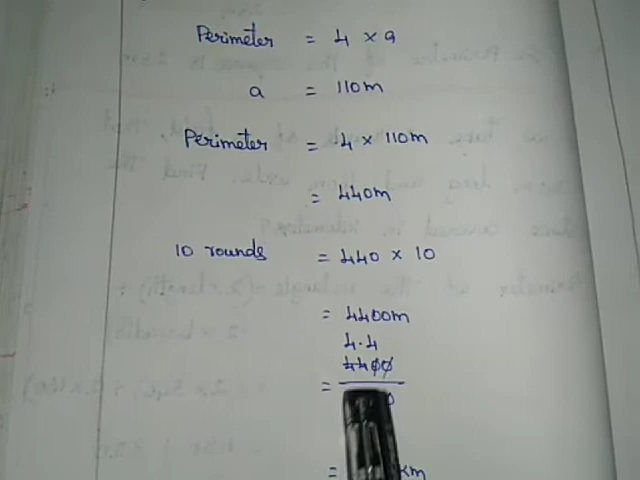 Perimeter = 4 × a
a = 110m
Perimeter = 4 × 110m
= 440m
10 rounds = 440 × 10
= 4400m
4.4
= 4400
= km